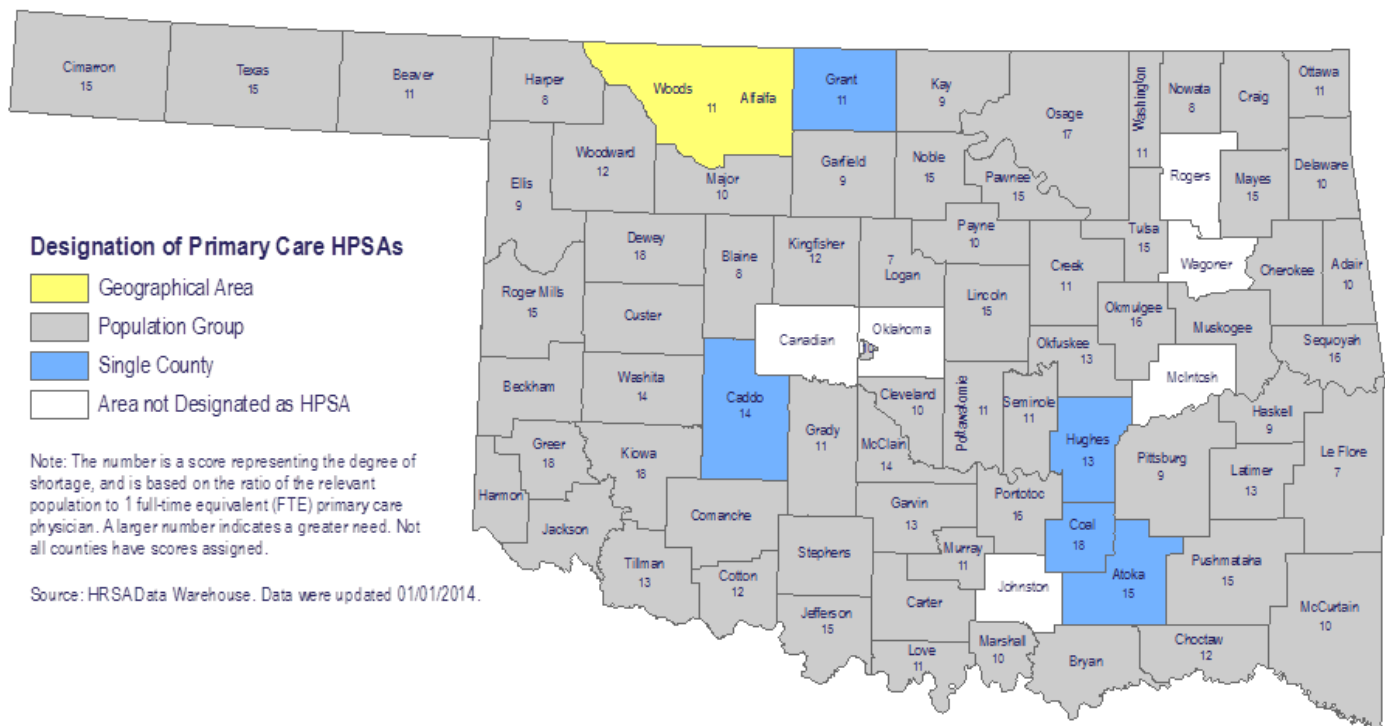 Cimarron
15
Texas
15
Beaver
11
Harper
8
Woods
11
Alfalfa
Grant
11
Kay
9
Osage
17
Washington
11
Nowata
8
Craig
Ottawa
11
Ellis
9
Woodward
12
Major
10
Garfield
9
Noble
15
Pawnee
15
Rogers
Mayes
15
Delaware
10
Designation of Primary Care HPSAs
Geographical Area
Population Group
Single County
Area not Designated as HPSA
Note: The number is a score representing the degree of
shortage, and is based on the ratio of the relevant
population to 1 full-time equivalent (FTE) primary care
physician. A larger number indicates a greater need. Not
all counties have scores assigned.
Source: HRSA Data Warehouse. Data were updated 01/01/2014.
Roger Mills
15
Dewey
18
Blaine
8
Kingfisher
12
7
Logan
Payne
10
Lincoln
15
Creek
11
Tulsa
15
Wagoner
Cherokee
Adair
10
Custer
Canadian
Oklahoma
Okfuskee
13
Okmulgee
16
Muskogee
Sequoyah
16
Beckham
Washita
14
Caddo
14
Grady
11
Cleveland
10
McClain
14
Pottawatomie
11
Seminole
11
Hughes
13
McIntosh
Haskell
9
Le Flore
7
Harmon
Greer
18
Kiowa
18
Jackson
Comanche
Garvin
13
Pontotoc
16
Pittsburg
9
Latimer
13
Tillman
13
Cotton
12
Stephens
Murray
11
Coal
18
Atoka
15
Pushmataha
15
Jefferson
15
Carter
Johnston
Love
11
Marshall
10
Bryan
Choctaw
12
McCurtain
10